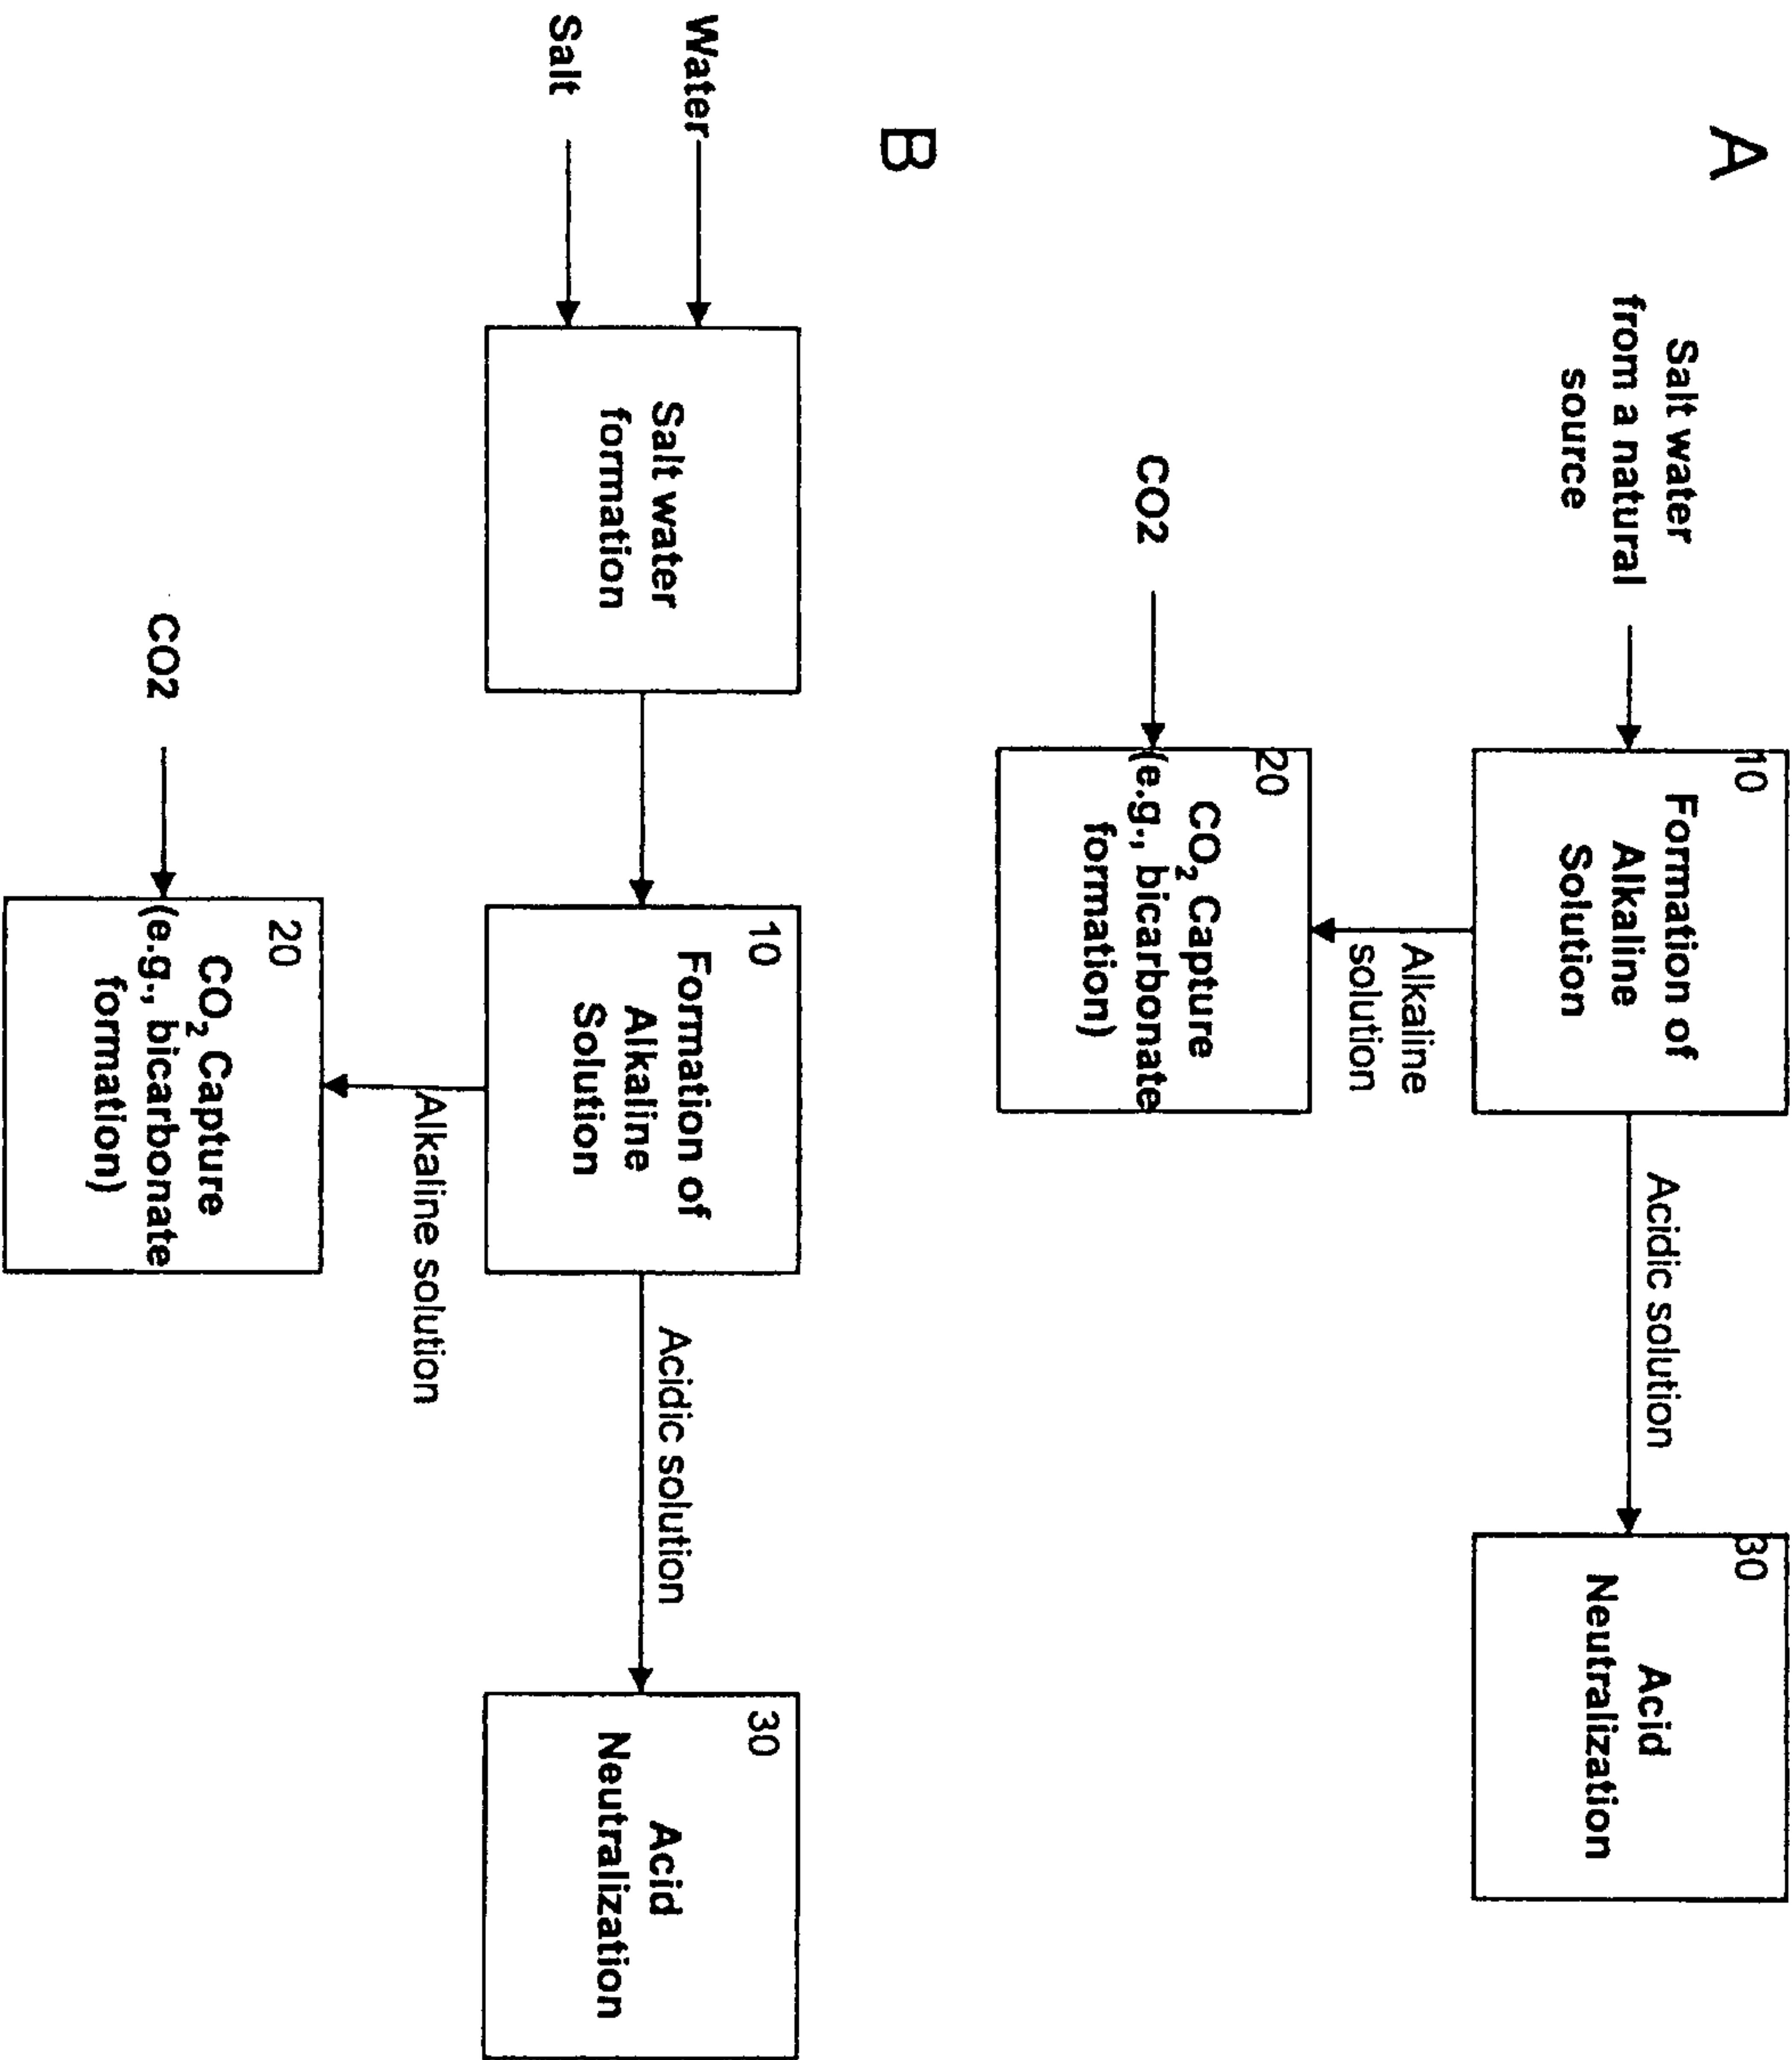 A
Salt water
from a natural
source
10
Formation of
Alkaline
Solution
Acidic solution
30
Acid
Neutralization
Alkaline
solution
CO2
20
CO₂ Capture
(e.g., bicarbonate
formation)
B
Water
Salt
Salt water
formation
10
Formation of
Alkaline
Solution
Acidic solution
30
Acid
Neutralization
Alkaline solution
CO2
20
CO₂ Capture
(e.g., bicarbonate
formation)